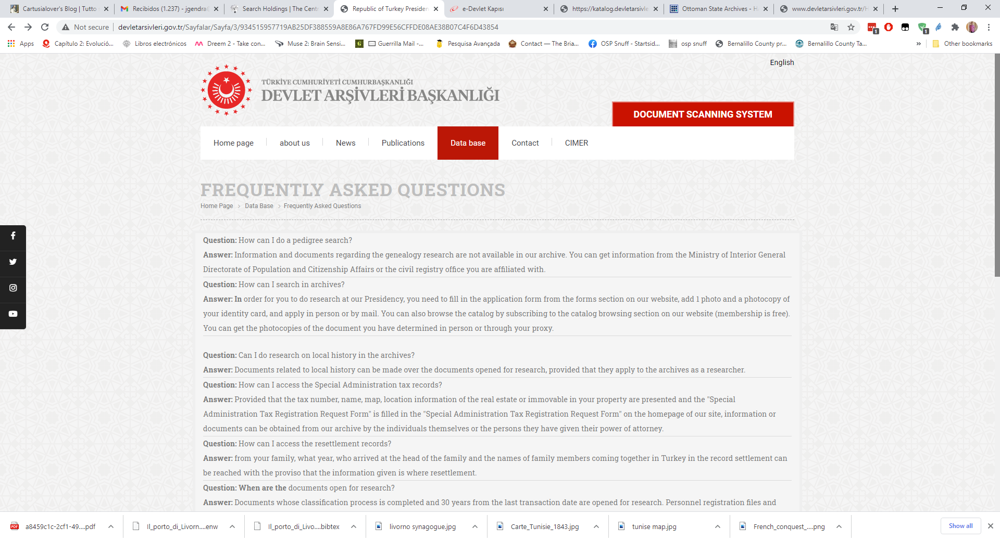 Cartusialover's Blog | Tutto
Recibidos (1.237) - jgendra
Search Holdings | The Cent
Republic of Turkey Presiden
e-Devlet Kapısı
https://katalog.devletarsivle
Ottoman State Archives - H
www.devletarsivleri.gov.tr/H
Not secure
devletarsivleri.gov.tr/Sayfalar/Sayfa/3/934515957719AB25DF388559A8E86A767FD99E56CFFDE08AE38B07C4F6D43854
1
1
Apps
Capítulo 2: Evolució...
Libros electrónicos
Dreem 2 - Take con...
Muse 2: Brain Sensi...
Guerrilla Mail -...
Pesquisa Avançada
Contact — The Bria...
OSP Snuff - Startsid...
osp snuff
Bernalillo County pr...
Bernalillo County Ta...
»
Other bookmarks
English
TÜRKİYE CUMHURİYETİ CUMHURBAŞKANLIĞI
DEVLET ARŞİVLERİ BAŞKANLIĞI
DOCUMENT SCANNING SYSTEM
Home page
about us
News
Publications
Data base
Contact
CIMER
FREQUENTLY ASKED QUESTIONS
Home Page > Data Base > Frequently Asked Questions
Question: How can I do a pedigree search?
Answer: Information and documents regarding the genealogy research are not available in our archive. You can get information from the Ministry of Interior General
Directorate of Population and Citizenship Affairs or the civil registry office you are affiliated with.
Question: How can I search in archives?
Answer: In order for you to do research at our Presidency, you need to fill in the application form from the forms section on our website, add 1 photo and a photocopy of
your identity card, and apply in person or by mail. You can also browse the catalog by subscribing to the catalog browsing section on our website (membership is free).
You can get the photocopies of the document you have determined in person or through your proxy.
Question: Can I do research on local history in the archives?
Answer: Documents related to local history can be made over the documents opened for research, provided that they apply to the archives as a researcher.
Question: How can I access the Special Administration tax records?
Answer: Provided that the tax number, name, map, location information of the real estate or immovable in your property are presented and the "Special
Administration Tax Registration Request Form" is filled in the "Special Administration Tax Registration Request Form" on the homepage of our site, information or
documents can be obtained from our archive by the individuals themselves or the persons they have given their power of attorney.
Question: How can I access the resettlement records?
Answer: from your family, what year, who arrived at the head of the family and the names of family members coming together in Turkey in the record settlement can
be reached with the proviso that the information given is where resettlement.
Question: When are the documents open for research?
Answer: Documents whose classification process is completed and 30 years from the last transaction date are opened for research. Personnel registration files and
a8459c1c-2cf1-49....pdf
Il_porto_di_Livorn....enw
Il_porto_di_Livo....bibtex
livorno synagogue.jpg
Carte_Tunisie_1843.jpg
tunise map.jpg
French_conquest_....png
Show all